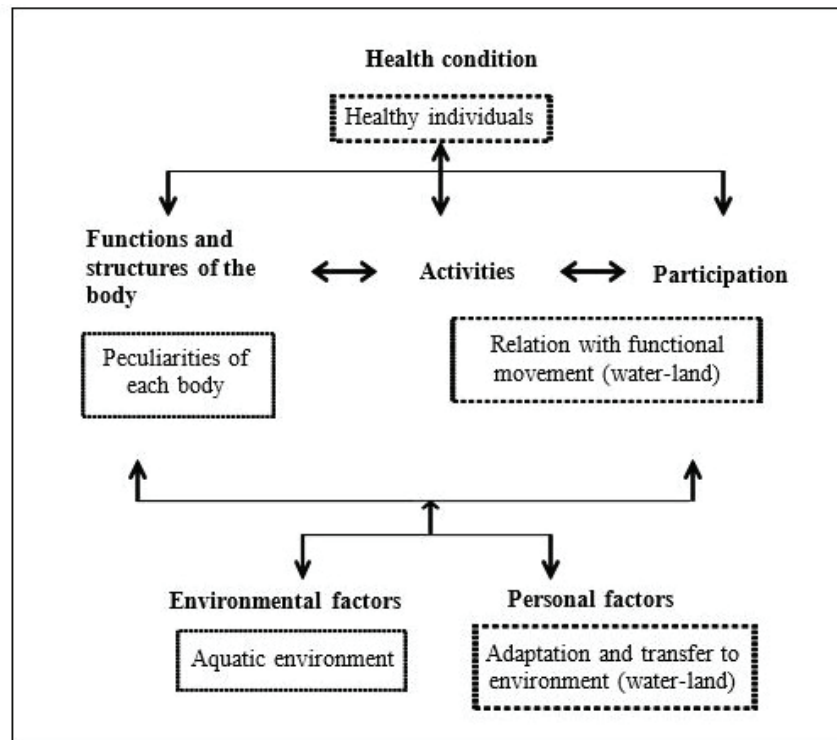 Health condition
Healthy individuals
Functions and
structures of the
body
Activities
Participation
Peculiarities of
each body
Relation with functional
movement (water-land)
Environmental factors
Personal factors
Aquatic environment
Adaptation and transfer to
environment (water-land)